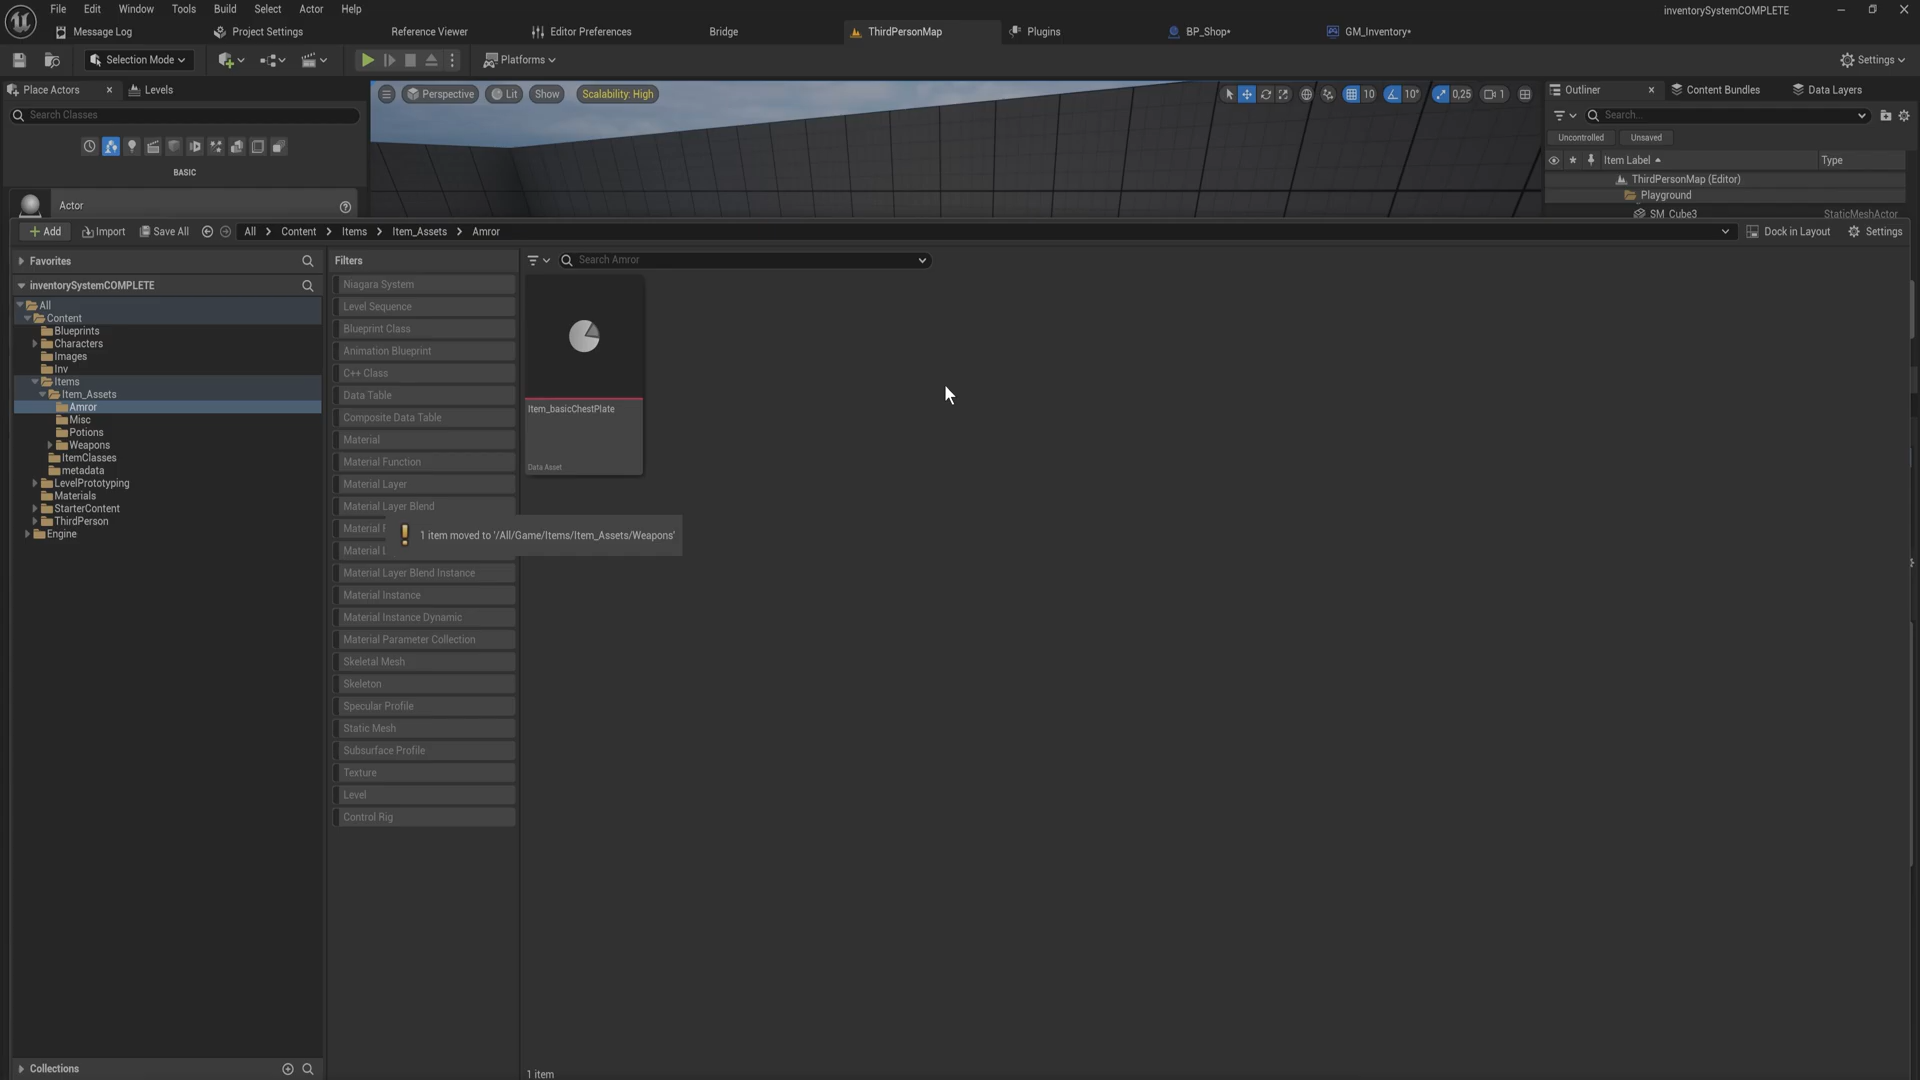 File Edit Window Tools Build Select Actor Help
inventorySystemCOMPLETE
Message Log Project Settings Reference Viewer Editor Preferences Bridge ThirdPersonMap Plugins BP_Shop* GM_Inventory*
Selection Mode Platforms Settings
Place Actors Levels
Search Classes
BASIC
Actor
Perspective Lit Show Scalability: High 10 10° 0,25 1
Outliner Content Bundles Data Layers
Search...
Uncontrolled Unsaved
Item Label Type
ThirdPersonMap (Editor)
Playground
SM_Cube3 StaticMeshActor
Add Import Save All All Content Items Item_Assets Amror Dock in Layout Settings
Favorites
inventorySystemCOMPLETE
All
Content
Blueprints
Characters
Images
Inv
Items
Item_Assets
Amror
Misc
Potions
Weapons
ItemClasses
metadata
LevelPrototyping
Materials
StarterContent
ThirdPerson
Engine
Collections
Filters
Niagara System
Level Sequence
Blueprint Class
Animation Blueprint
C++ Class
Data Table
Composite Data Table
Material
Material Function
Material Layer
Material Layer Blend
Material F
Material L
Material Layer Blend Instance
Material Instance
Material Instance Dynamic
Material Parameter Collection
Skeletal Mesh
Skeleton
Specular Profile
Static Mesh
Subsurface Profile
Texture
Level
Control Rig
Search Amror
Item_basicChestPlate
Data Asset
1 item moved to '/All/Game/Items/Item_Assets/Weapons'
1 item